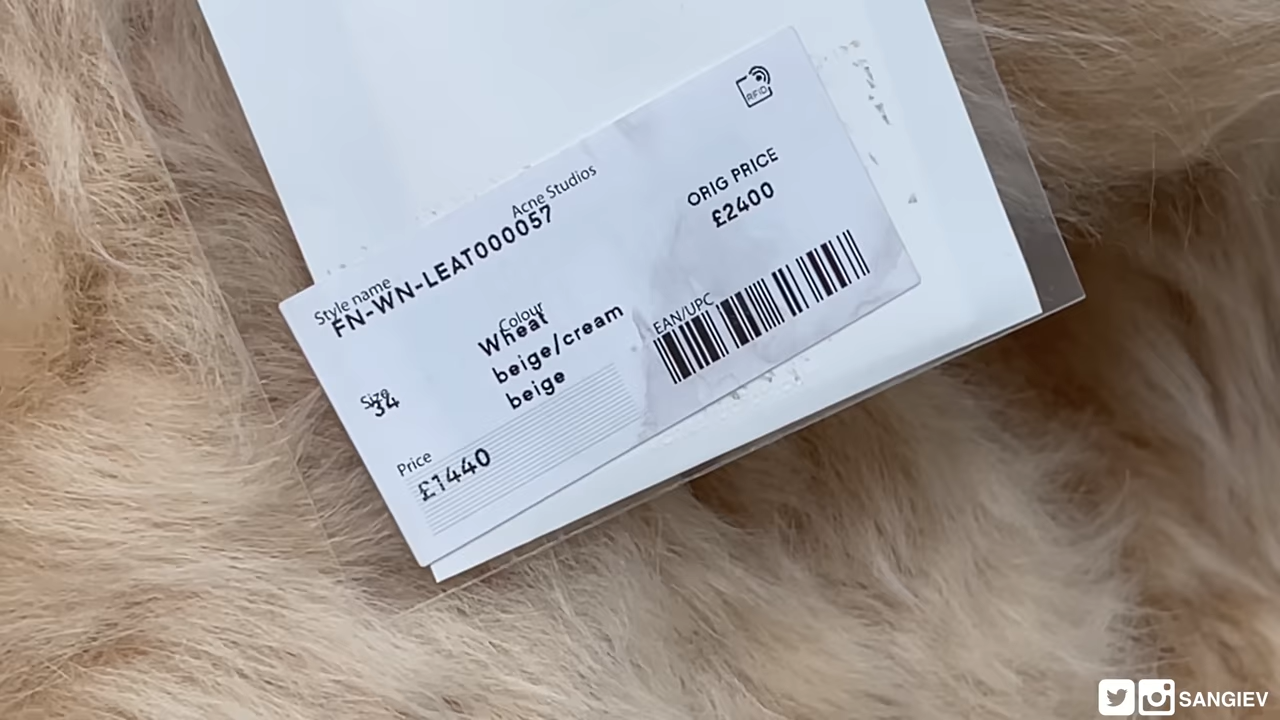 RFID
Acne Studios
Style name
FN-WN-LEAT000057
ORIG PRICE
£2400
Colour
Wheat
beige/cream
beige
EAN/UPC
Size
34
Price
£1440
SANGIEV